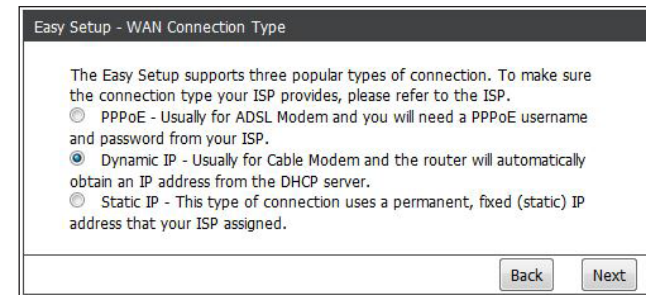 Easy Setup - WAN Connection Type
The Easy Setup supports three popular types of connection. To make sure
the connection type your ISP provides, please refer to the ISP.
PPPoE - Usually for ADSL Modem and you will need a PPPoE username
and password from your ISP.
Dynamic IP - Usually for Cable Modem and the router will automatically
obtain an IP address from the DHCP server.
Static IP - This type of connection uses a permanent, fixed (static) IP
address that your ISP assigned.
Back Next